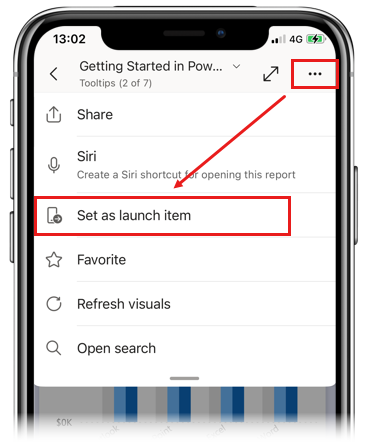 13:02
4G
Getting Started in Pow...
Tooltips (2 of 7)
Share
Siri
Create a Siri shortcut for opening this report
Set as launch item
Favorite
Refresh visuals
Open search
$0K